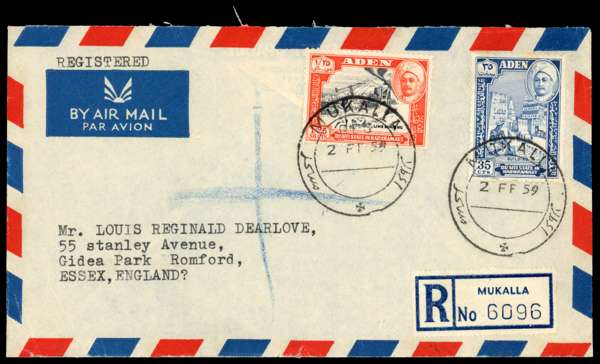 REGISTERED
BY AIR MAIL
PAR AVION
ADEN
ADEN
35
MUKALLA
2 FE 59
MUKALLA
2 FE 59
Mr. LOUIS REGINALD DEARLOVE,
55 stanley Avenue,
Gidea Park Romford,
ESSEX,ENGLAND?
R
MUKALLA
No 6096